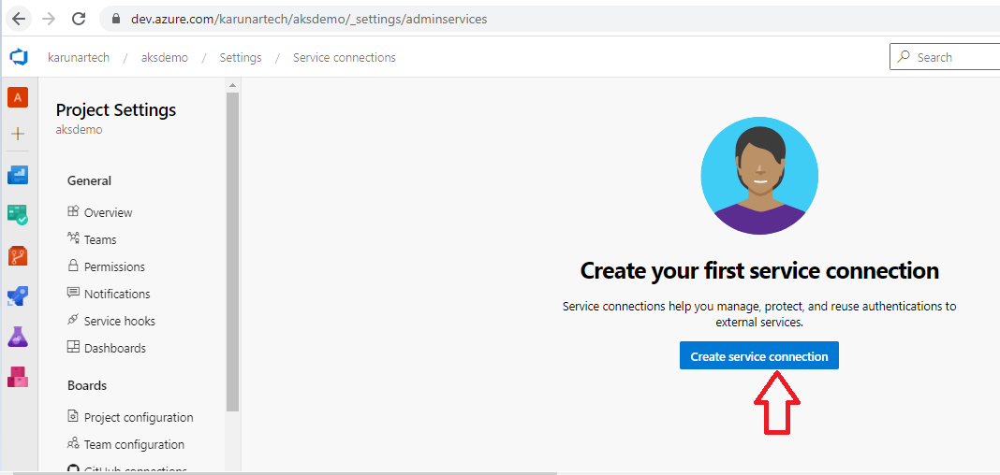 dev.azure.com/karunartech/aksdemo/_settings/adminservices
karunartech / aksdemo / Settings / Service connections
Search
A
Project Settings
aksdemo
General
Overview
Teams
Permissions
Notifications
Service hooks
Dashboards
Boards
Project configuration
Team configuration
GitHub connections
Create your first service connection
Service connections help you manage, protect, and reuse authentications to
external services.
Create service connection